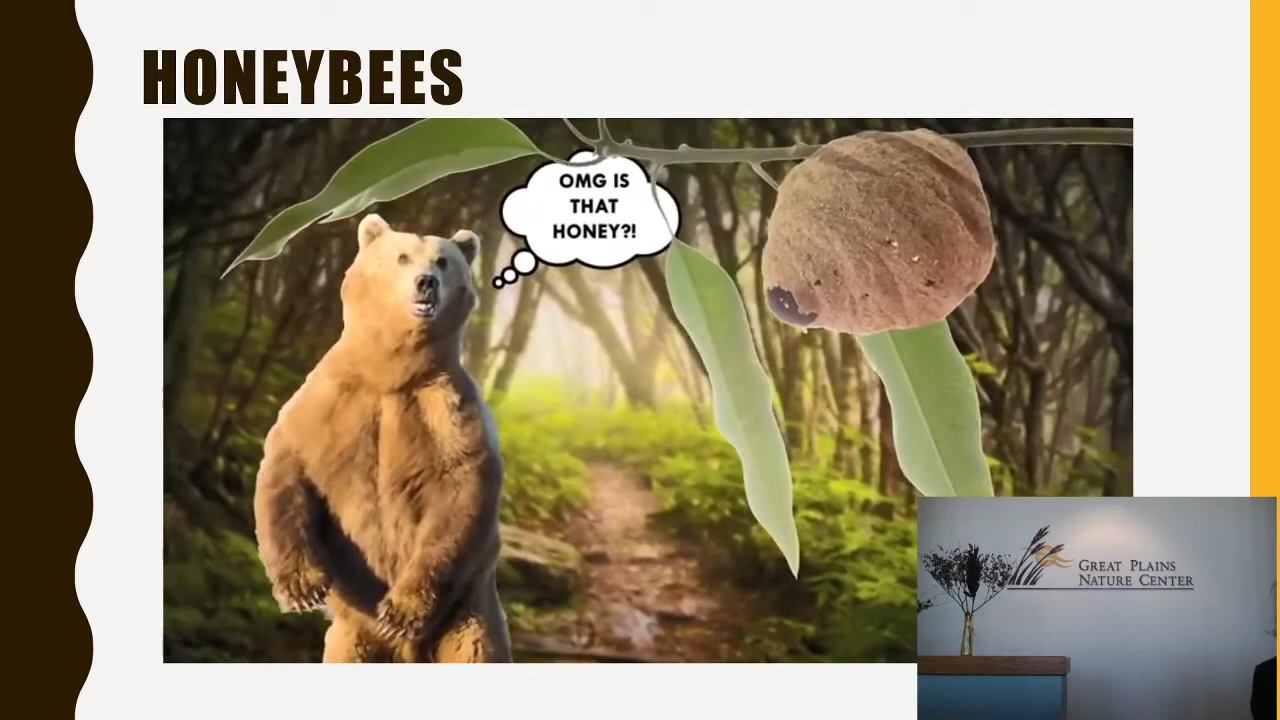 HONEYBEES
OMG IS
THAT
HONEY?!
GREAT PLAINS
NATURE CENTER